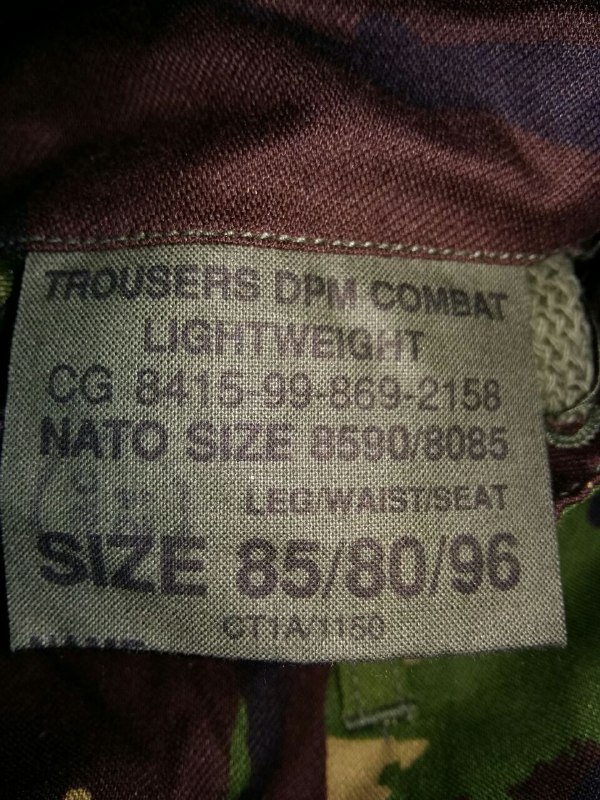 TROUSERS DPM COMBAT
LIGHTWEIGHT
CG 8415-99-869-2158
NATO SIZE 8590/8085
LEG/WAIST/SEAT
SIZE 85/80/96
CT1A/1150